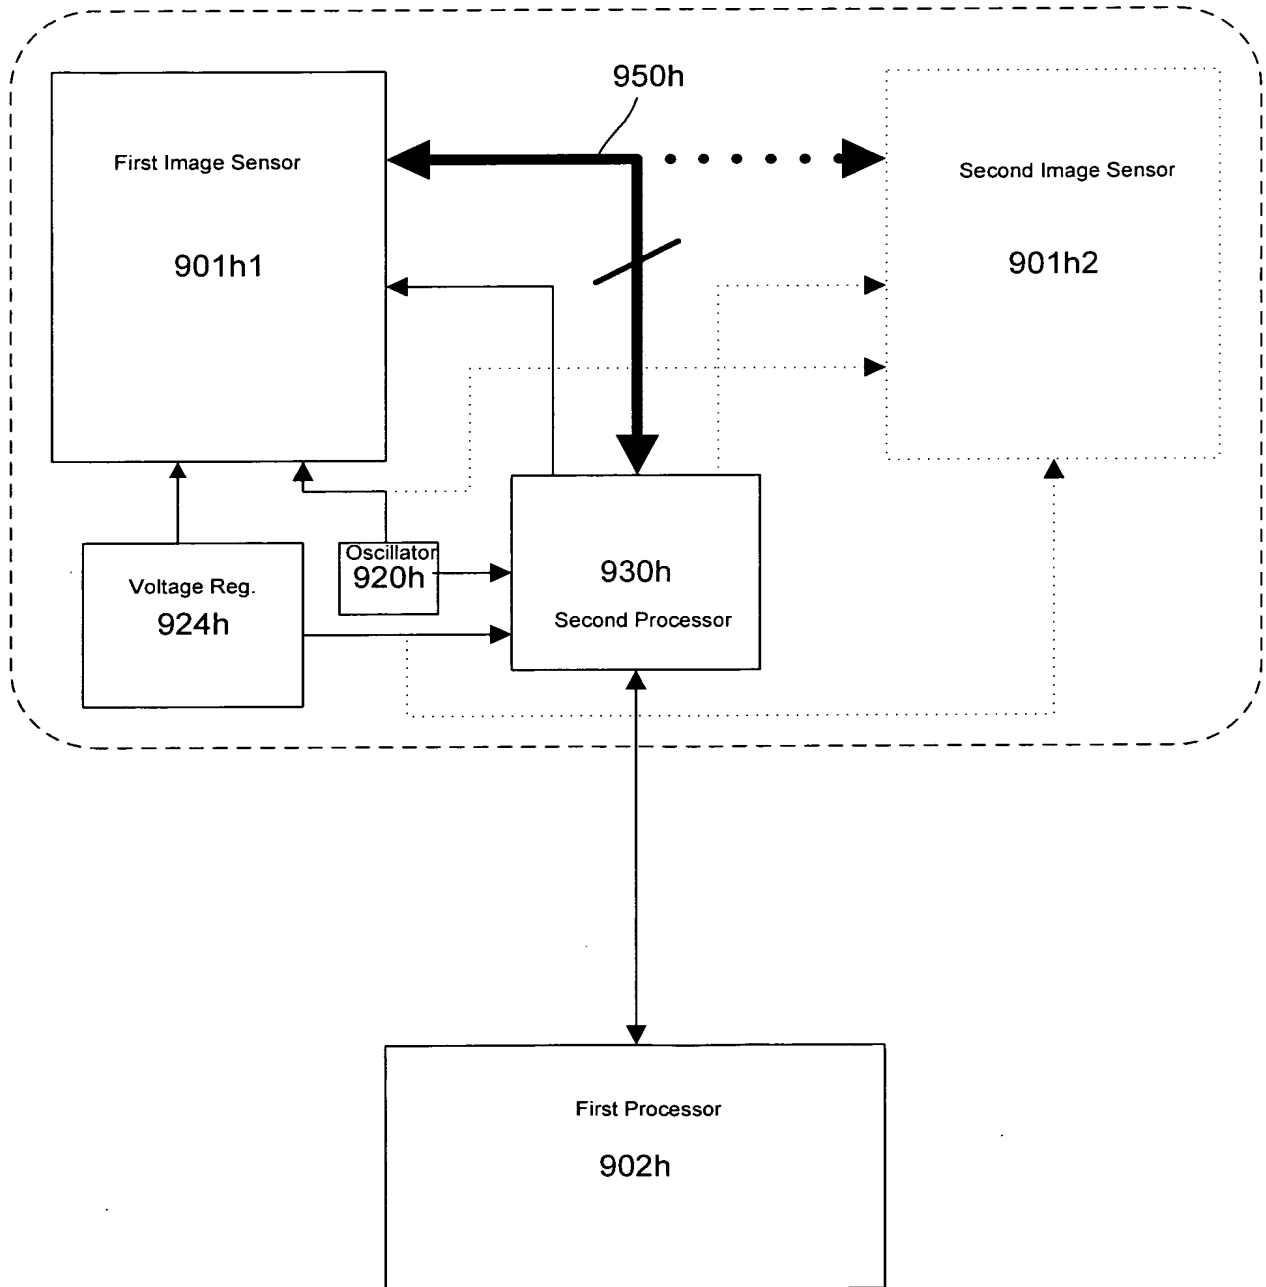 950h
First Image Sensor
901h1
Second Image Sensor
901h2
Oscillator
920h
Voltage Reg.
924h
930h
Second Processor
First Processor
902h